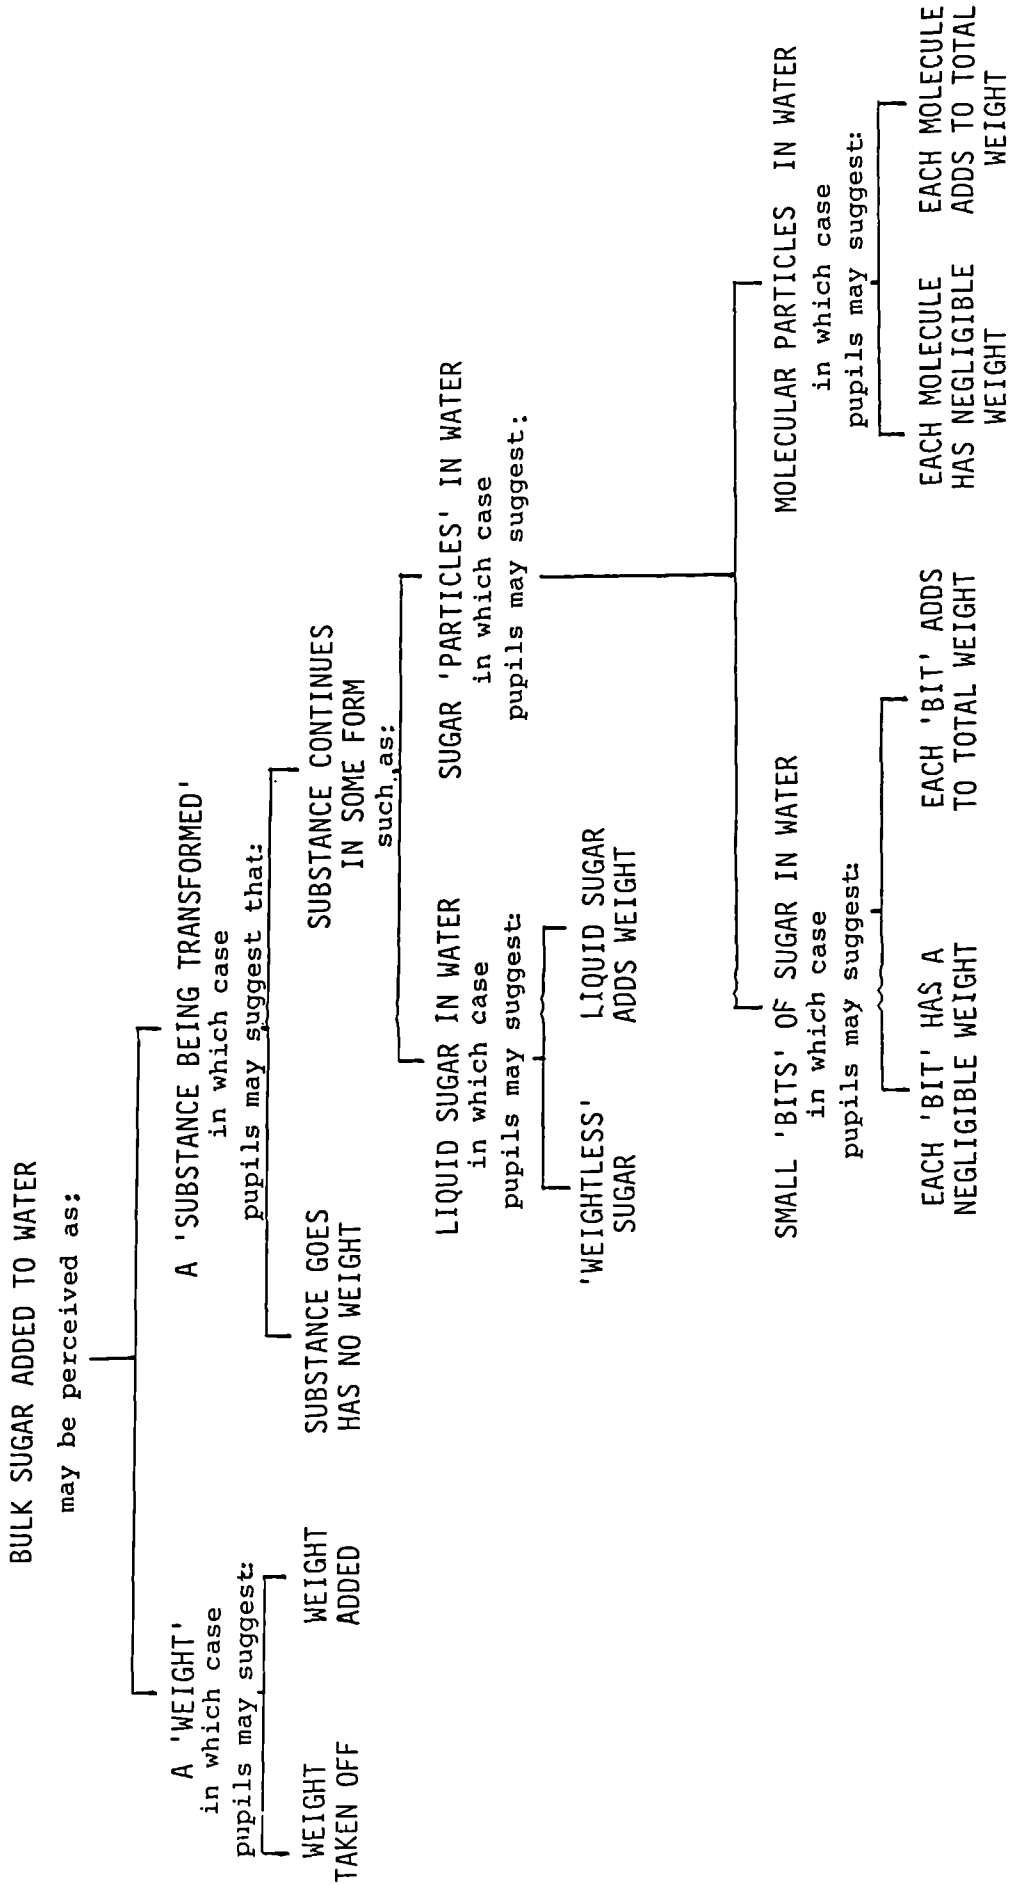 BULK SUGAR ADDED TO WATER
may be perceived as:
A 'WEIGHT'
in which case
pupils may suggest:
WEIGHT
TAKEN OFF
WEIGHT
ADDED
A 'SUBSTANCE BEING TRANSFORMED'
in which case
pupils may suggest that:
SUBSTANCE GOES
HAS NO WEIGHT
SUBSTANCE CONTINUES
IN SOME FORM
such as:
LIQUID SUGAR IN WATER
in which case
pupils may suggest:
'WEIGHTLESS'
SUGAR
LIQUID SUGAR
ADDS WEIGHT
SUGAR 'PARTICLES' IN WATER
in which case
pupils may suggest:
SMALL 'BITS' OF SUGAR IN WATER
in which case
pupils may suggest:
EACH 'BIT' HAS A
NEGLIGIBLE WEIGHT
EACH 'BIT' ADDS
TO TOTAL WEIGHT
MOLECULAR PARTICLES IN WATER
in which case
pupils may suggest:
EACH MOLECULE
HAS NEGLIGIBLE
WEIGHT
EACH MOLECULE
ADDS TO TOTAL
WEIGHT